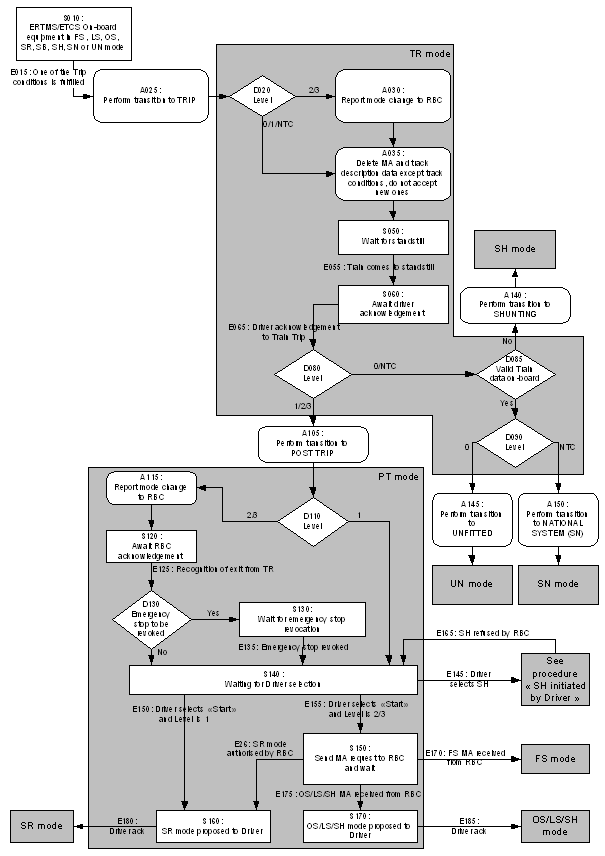 S010 :
ERTMS/ETCS On-board
equipment in FS, LS, OS,
SR, SB, SH, SN or UN mode
E015: One of the Trip
conditions is fulfilled
A025 :
Perform transition to TRIP
TR mode
D020
Level
2/3
0/1/NTC
A030 :
Report mode change to RBC
A035 :
Delete MA and track
description data except track
conditions, do not accept
new ones
S050 :
Wait for standstill
E055 : Train comes to standstill
S060 :
Await driver
acknowledgement
E065 : Driver acknowledgement
to Train Trip
D080
Level
0/NTC
1/2/3
SH mode
A140 :
Perform transition to
SHUNTING
No
D085
Valid Train
data on-board
Yes
D090
Level
0
NTC
A105 :
Perform transition to
POST TRIP
A145 :
Perform transition
to
UNFITTED
A150 :
Perform transition
to NATIONAL
SYSTEM (SN)
UN mode
SN mode
PT mode
A115 :
Report mode change
to RBC
2/3
D110
Level
1
S120 :
Await RBC
acknowledgement
E125 : Recognition of exit from TR
D130
Emergency
stop to be
revoked
Yes
No
S130 :
Wait for emergency stop
revocation
E135 : Emergency stop revoked
E165 : SH refused by RBC
S140 :
Waiting for Driver selection
E145 : Driver
selects SH
See
procedure
« SH initiated
by Driver »
E150 : Driver selects «Start»
and Level is 1
E155 : Driver selects «Start»
and Level is 2/3
E26 : SR mode
authorised by RBC
S150 :
Send MA request to RBC
and wait
E170 : FS MA received
from RBC
FS mode
E175 : OS/LS/SH MA received from RBC
SR mode
E180 :
Driver ack
S160 :
SR mode proposed to Driver
S170 :
OS/LS/SH mode proposed to
Driver
E185 :
Driver ack
OS/LS/SH
mode